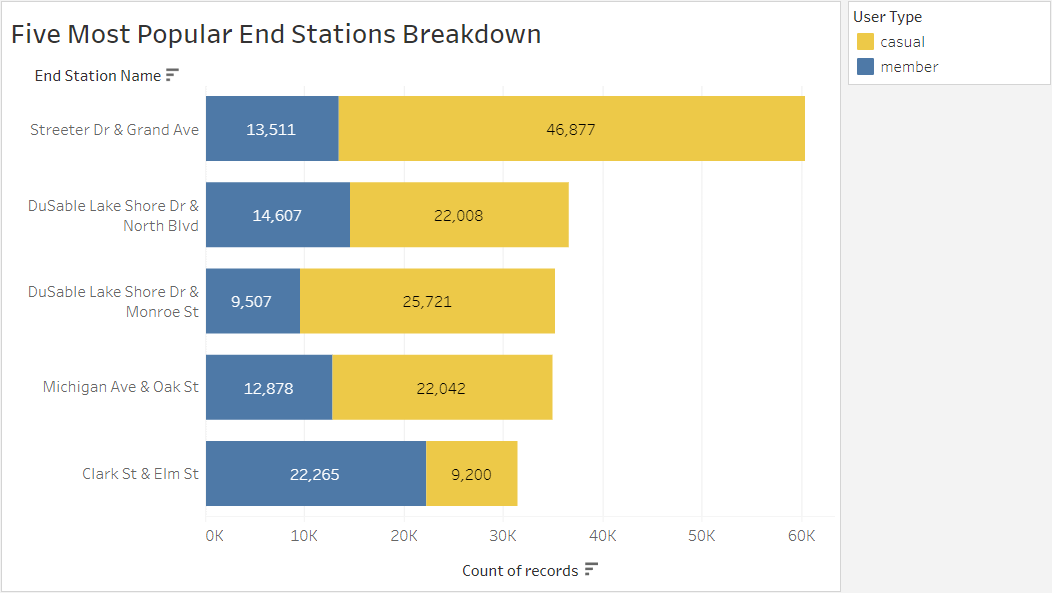 Five Most Popular End Stations Breakdown
End Station Name
Streeter Dr & Grand Ave
13,511
46,877
DuSable Lake Shore Dr &
North Blvd
14,607
22,008
DuSable Lake Shore Dr &
Monroe St
9,507
25,721
Michigan Ave & Oak St
12,878
22,042
Clark St & Elm St
22,265
9,200
0K
10K
20K
30K
40K
50K
60K
Count of records
User Type
casual
member